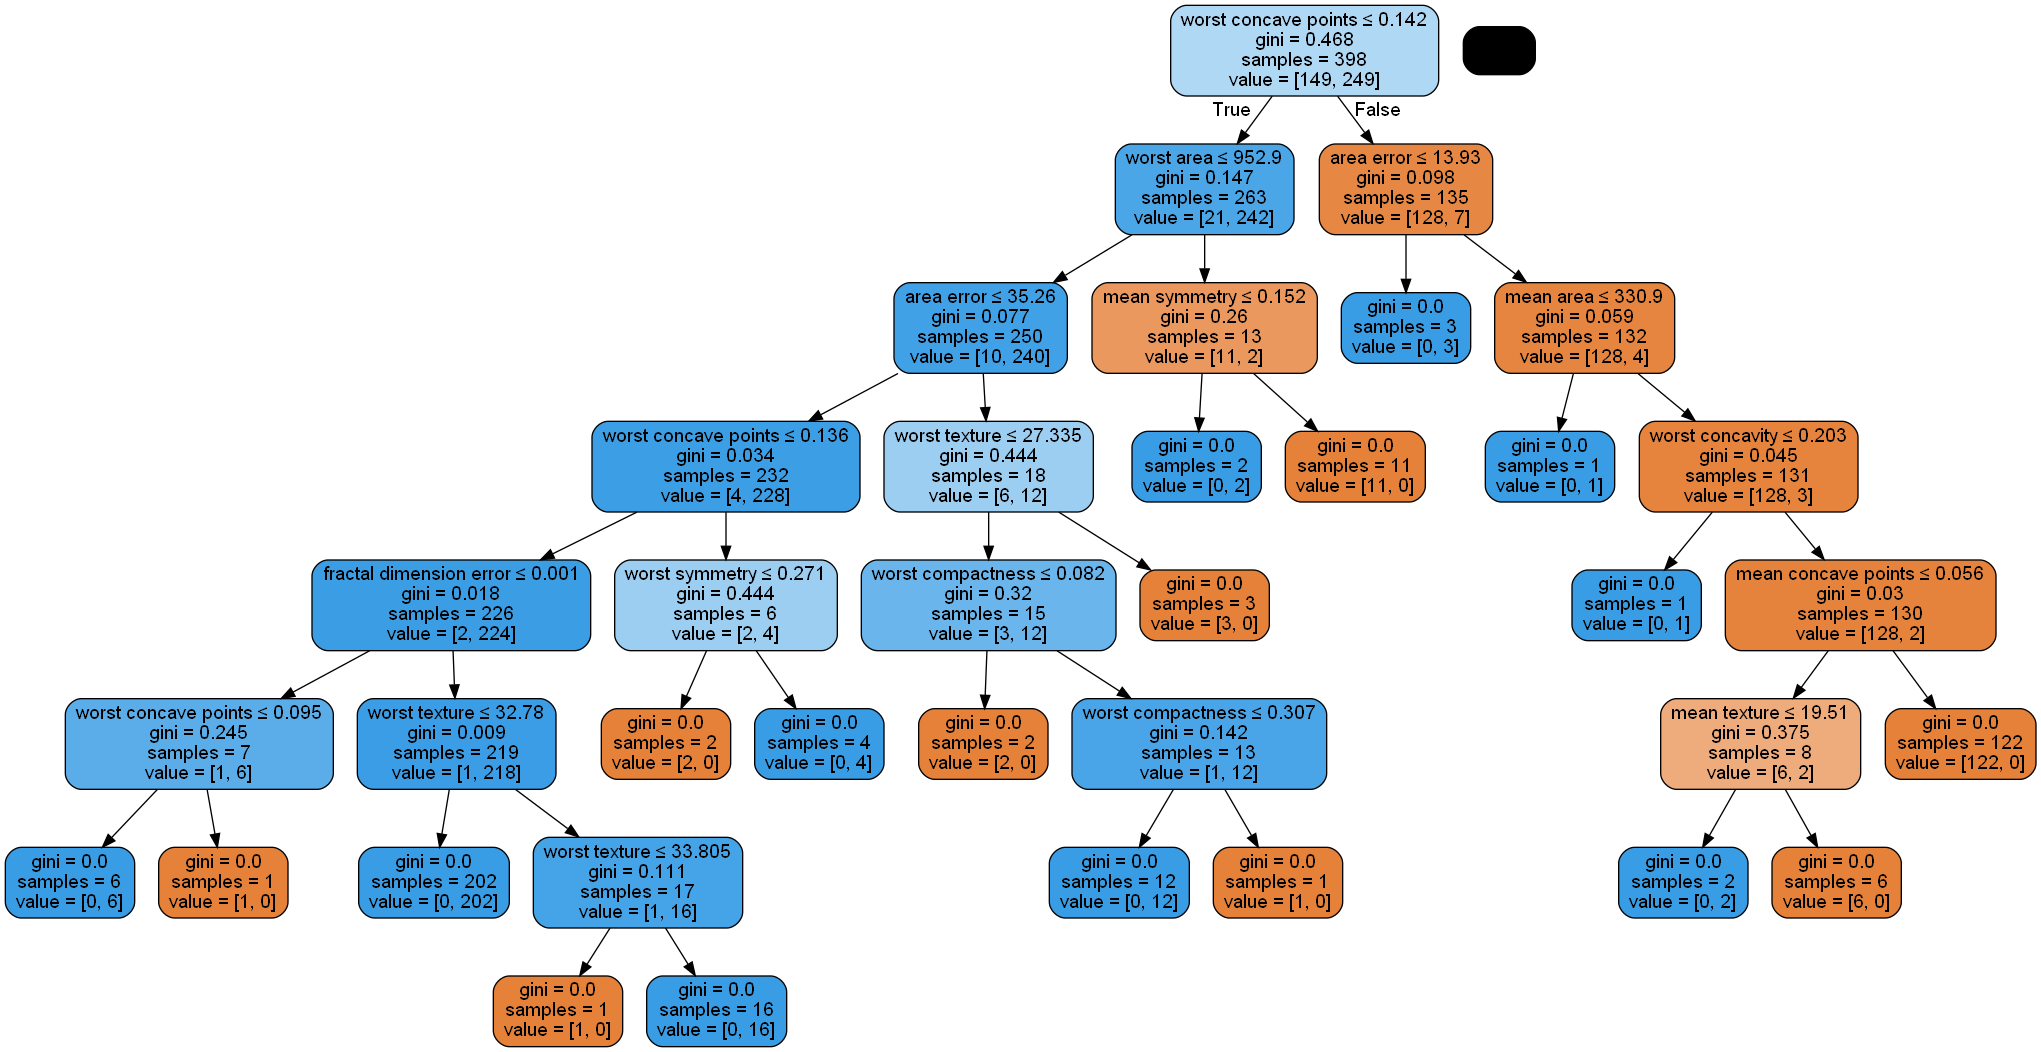 worst concave points ≤ 0.142
gini = 0.468
samples = 398
value = [149, 249]
True
False
worst area ≤ 952.9
gini = 0.147
samples = 263
value = [21, 242]
area error ≤ 13.93
gini = 0.098
samples = 135
value = [128, 7]
area error ≤ 35.26
gini = 0.077
samples = 250
value = [10, 240]
mean symmetry ≤ 0.152
gini = 0.26
samples = 13
value = [11, 2]
gini = 0.0
samples = 3
value = [0, 3]
mean area ≤ 330.9
gini = 0.059
samples = 132
value = [128, 4]
worst concave points ≤ 0.136
gini = 0.034
samples = 232
value = [4, 228]
worst texture ≤ 27.335
gini = 0.444
samples = 18
value = [6, 12]
gini = 0.0
samples = 2
value = [0, 2]
gini = 0.0
samples = 11
value = [11, 0]
gini = 0.0
samples = 1
value = [0, 1]
worst concavity ≤ 0.203
gini = 0.045
samples = 131
value = [128, 3]
fractal dimension error ≤ 0.001
gini = 0.018
samples = 226
value = [2, 224]
worst symmetry ≤ 0.271
gini = 0.444
samples = 6
value = [2, 4]
worst compactness ≤ 0.082
gini = 0.32
samples = 15
value = [3, 12]
gini = 0.0
samples = 3
value = [3, 0]
gini = 0.0
samples = 1
value = [0, 1]
mean concave points ≤ 0.056
gini = 0.03
samples = 130
value = [128, 2]
worst concave points ≤ 0.095
gini = 0.245
samples = 7
value = [1, 6]
worst texture ≤ 32.78
gini = 0.009
samples = 219
value = [1, 218]
gini = 0.0
samples = 2
value = [2, 0]
gini = 0.0
samples = 4
value = [0, 4]
gini = 0.0
samples = 2
value = [2, 0]
worst compactness ≤ 0.307
gini = 0.142
samples = 13
value = [1, 12]
mean texture ≤ 19.51
gini = 0.375
samples = 8
value = [6, 2]
gini = 0.0
samples = 122
value = [122, 0]
gini = 0.0
samples = 6
value = [0, 6]
gini = 0.0
samples = 1
value = [1, 0]
gini = 0.0
samples = 202
value = [0, 202]
worst texture ≤ 33.805
gini = 0.111
samples = 17
value = [1, 16]
gini = 0.0
samples = 12
value = [0, 12]
gini = 0.0
samples = 1
value = [1, 0]
gini = 0.0
samples = 2
value = [0, 2]
gini = 0.0
samples = 6
value = [6, 0]
gini = 0.0
samples = 1
value = [1, 0]
gini = 0.0
samples = 16
value = [0, 16]